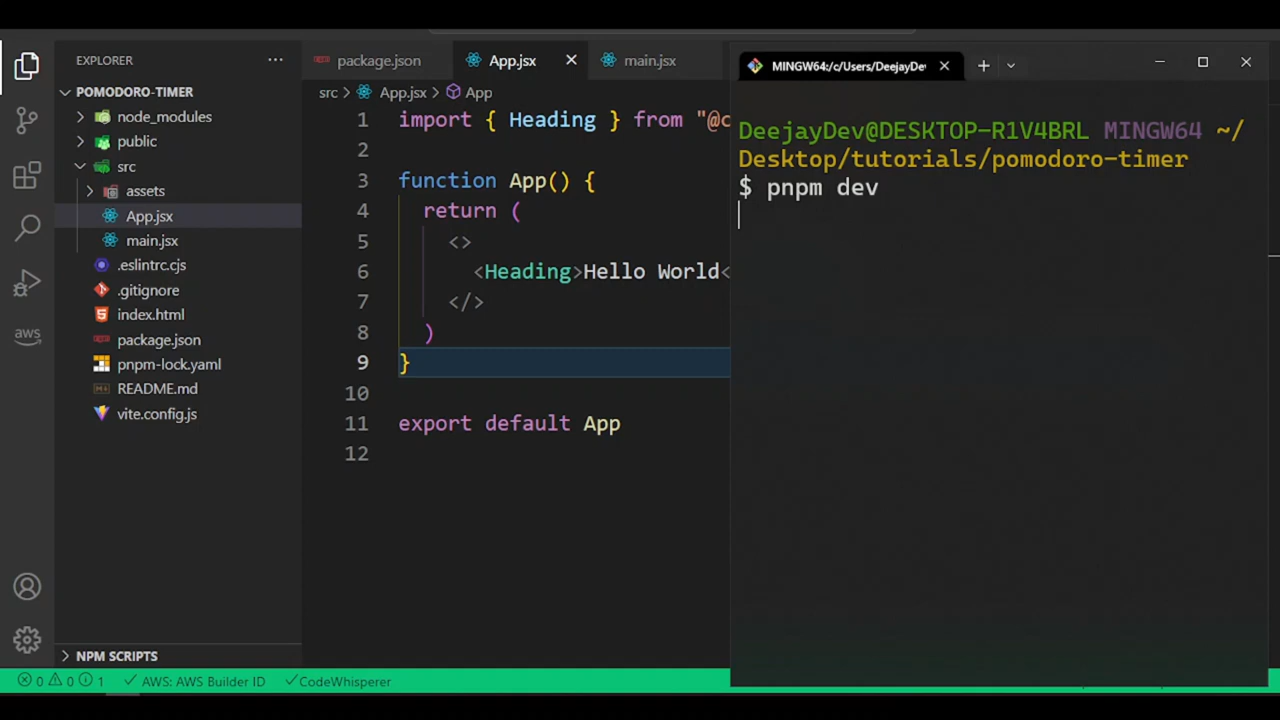 EXPLORER
POMODORO-TIMER
node_modules
public
src
assets
App.jsx
main.jsx
.eslintrc.cjs
.gitignore
index.html
package.json
pnpm-lock.yaml
README.md
vite.config.js
NPM SCRIPTS
aws
package.json
App.jsx
main.jsx
src > App.jsx > App
1 import { Heading } from "@c
2
3 function App() {
4 return (
5 <>
6 <Heading>Hello World<
7 </>
8 )
9 }
10
11 export default App
12
MINGW64:/c/Users/DeejayDev
DeejayDev@DESKTOP-R1V4BRL MINGW64 ~/
Desktop/tutorials/pomodoro-timer
$ pnpm dev
0 0 1 AWS: AWS Builder ID CodeWhisperer